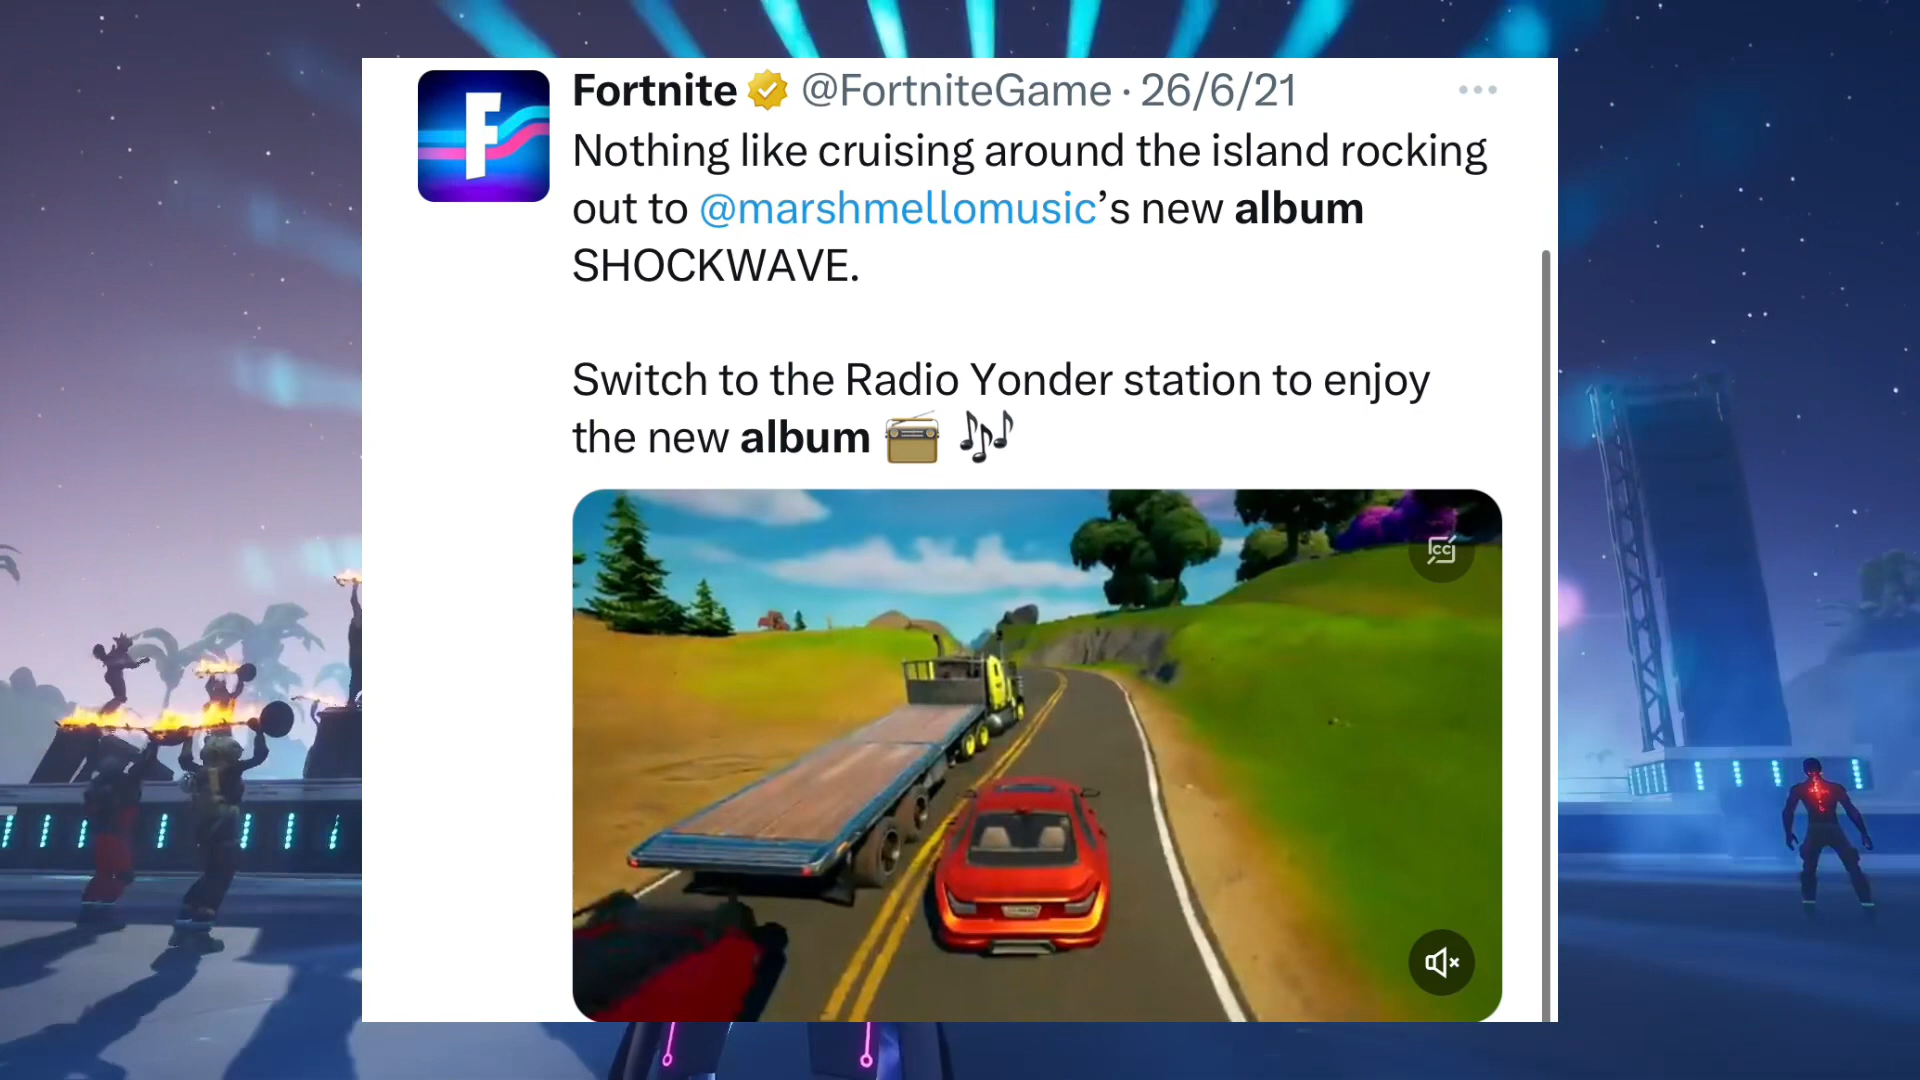 Fortnite @FortniteGame · 26/6/21
Nothing like cruising around the island rocking
out to @marshmellomusic’s new album
SHOCKWAVE.
Switch to the Radio Yonder station to enjoy
the new album 📻 🎶
CC